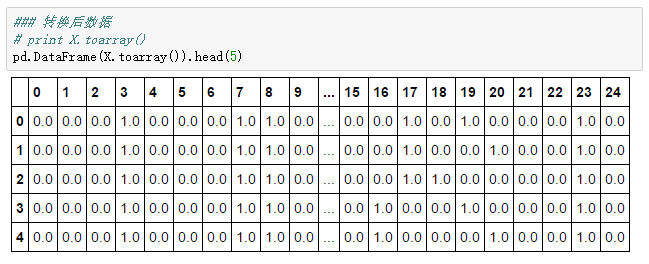 ### 转换后数据
# print X.toarray()
pd.DataFrame(X.toarray()).head(5)
0 1 2 3 4 5 6 7 8 9 ... 15 16 17 18 19 20 21 22 23 24
0 0.0 0.0 0.0 1.0 0.0 0.0 0.0 1.0 1.0 0.0 ... 0.0 0.0 1.0 0.0 1.0 0.0 0.0 0.0 1.0 0.0
1 0.0 0.0 0.0 1.0 0.0 0.0 0.0 1.0 1.0 0.0 ... 0.0 0.0 1.0 0.0 0.0 1.0 0.0 0.0 1.0 0.0
2 0.0 0.0 0.0 1.0 0.0 0.0 0.0 1.0 1.0 0.0 ... 0.0 0.0 1.0 1.0 0.0 0.0 0.0 0.0 1.0 0.0
3 0.0 0.0 0.0 1.0 0.0 0.0 0.0 1.0 1.0 0.0 ... 0.0 1.0 0.0 0.0 1.0 0.0 0.0 0.0 1.0 0.0
4 0.0 0.0 0.0 1.0 0.0 0.0 0.0 1.0 1.0 0.0 ... 0.0 1.0 0.0 0.0 0.0 1.0 0.0 0.0 1.0 0.0